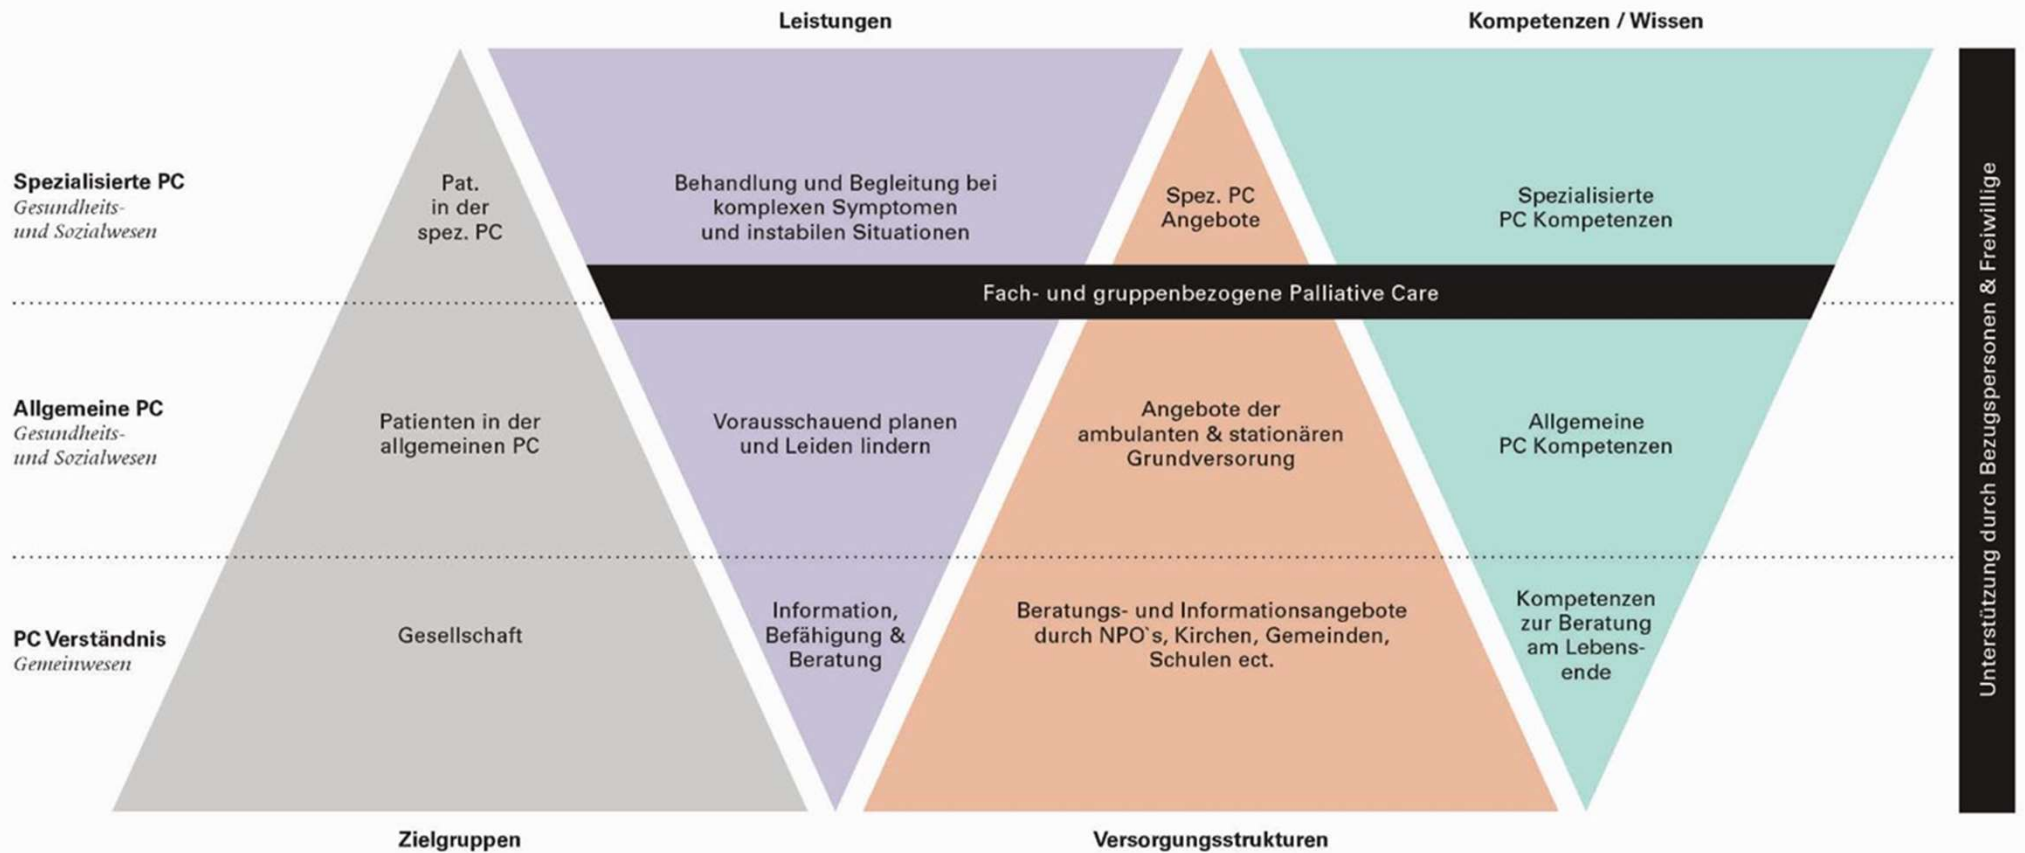 Leistungen
Kompetenzen / Wissen
Spezialisierte PC
Gesundheits-
und Sozialwesen
Pat.
in der
spez. PC
Behandlung und Begleitung bei
komplexen Symptomen
und instabilen Situationen
Spez. PC
Angebote
Spezialisierte
PC Kompetenzen
Fach- und gruppenbezogene Palliative Care
Allgemeine PC
Gesundheits-
und Sozialwesen
Patienten in der
allgemeinen PC
Vorausschauend planen
und Leiden lindern
Angebote der
ambulanten & stationären
Grundversorung
Allgemeine
PC Kompetenzen
PC Verständnis
Gemeinwesen
Gesellschaft
Information,
Befähigung &
Beratung
Beratungs- und Informationsangebote
durch NPO`s, Kirchen, Gemeinden,
Schulen ect.
Kompetenzen
zur Beratung
am Lebens-
ende
Unterstützung durch Bezugspersonen & Freiwillige
Zielgruppen
Versorgungsstrukturen